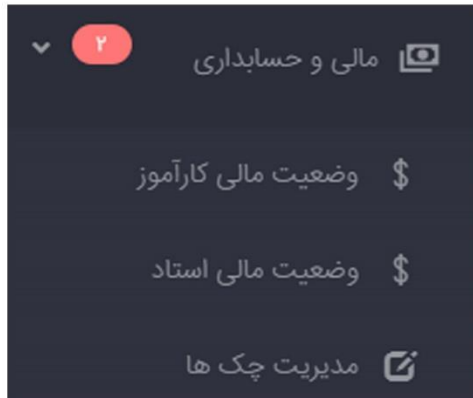 مالی و حسابداری ۲
وضعیت مالی کارآموز
وضعیت مالی استاد
مدیریت چک ها